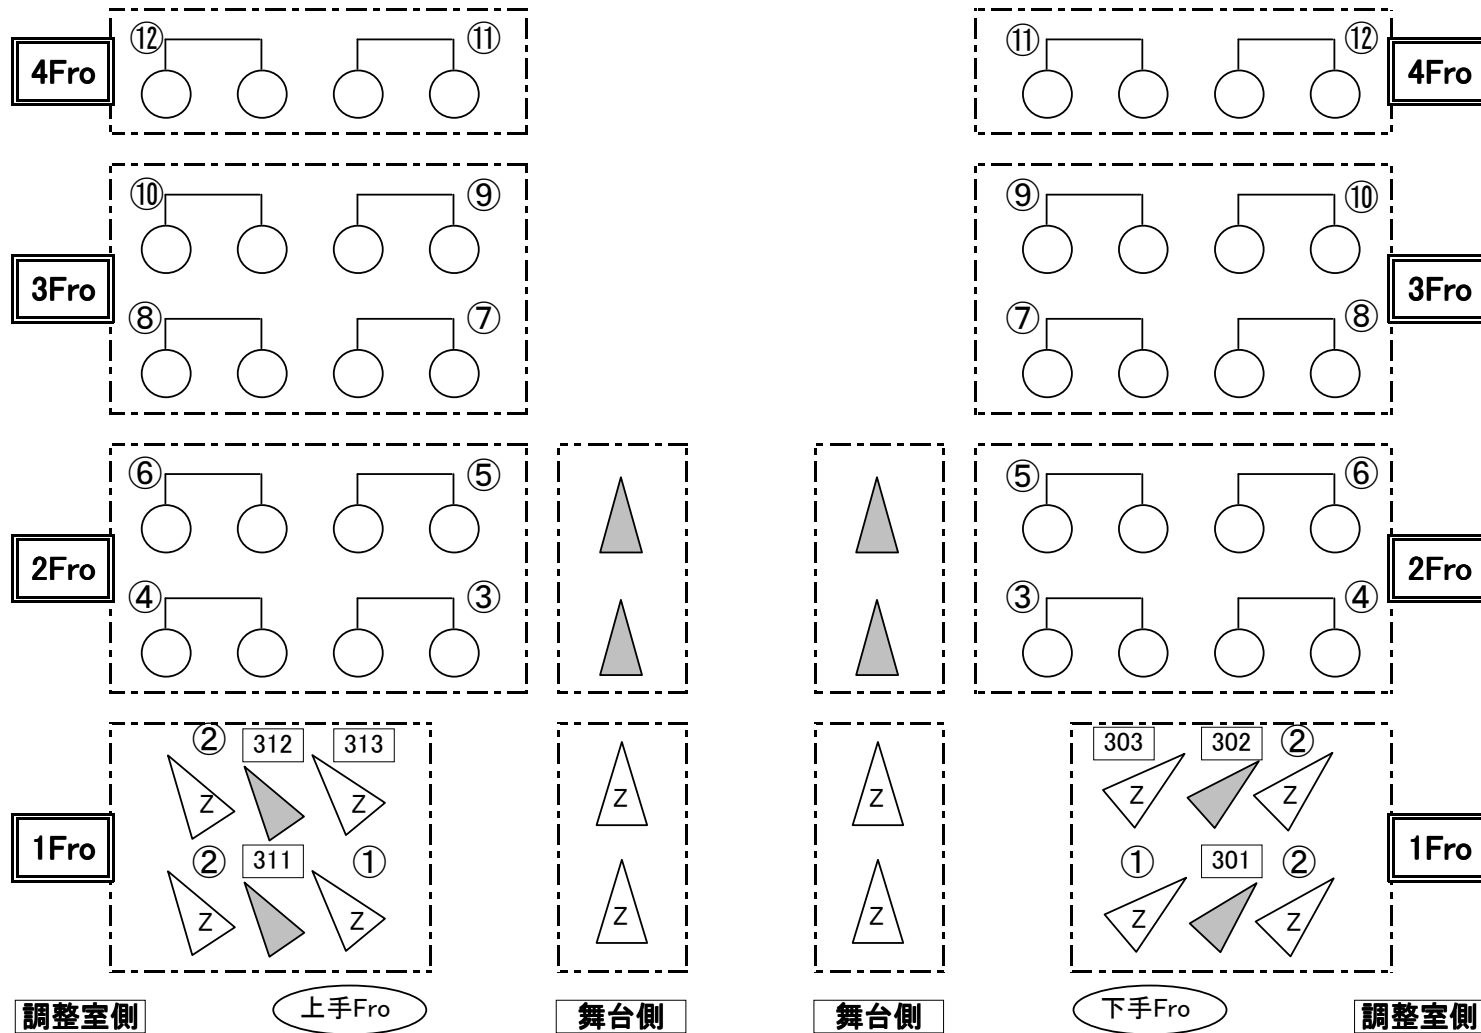 ⑫ ⑪ ⑪ ⑫
4Fro 4Fro
⑩ ⑨ ⑨ ⑩
3Fro 3Fro
⑧ ⑦ ⑦ ⑧
⑥ ⑤ ⑤ ⑥
2Fro 2Fro
④ ③ ③ ④
② 312 313 303 302 ②
Z Z Z Z Z Z
1Fro 1Fro
② 311 ① ① 301 ②
Z Z Z Z Z Z
調整室側 上手Fro 舞台側 舞台側 下手Fro 調整室側